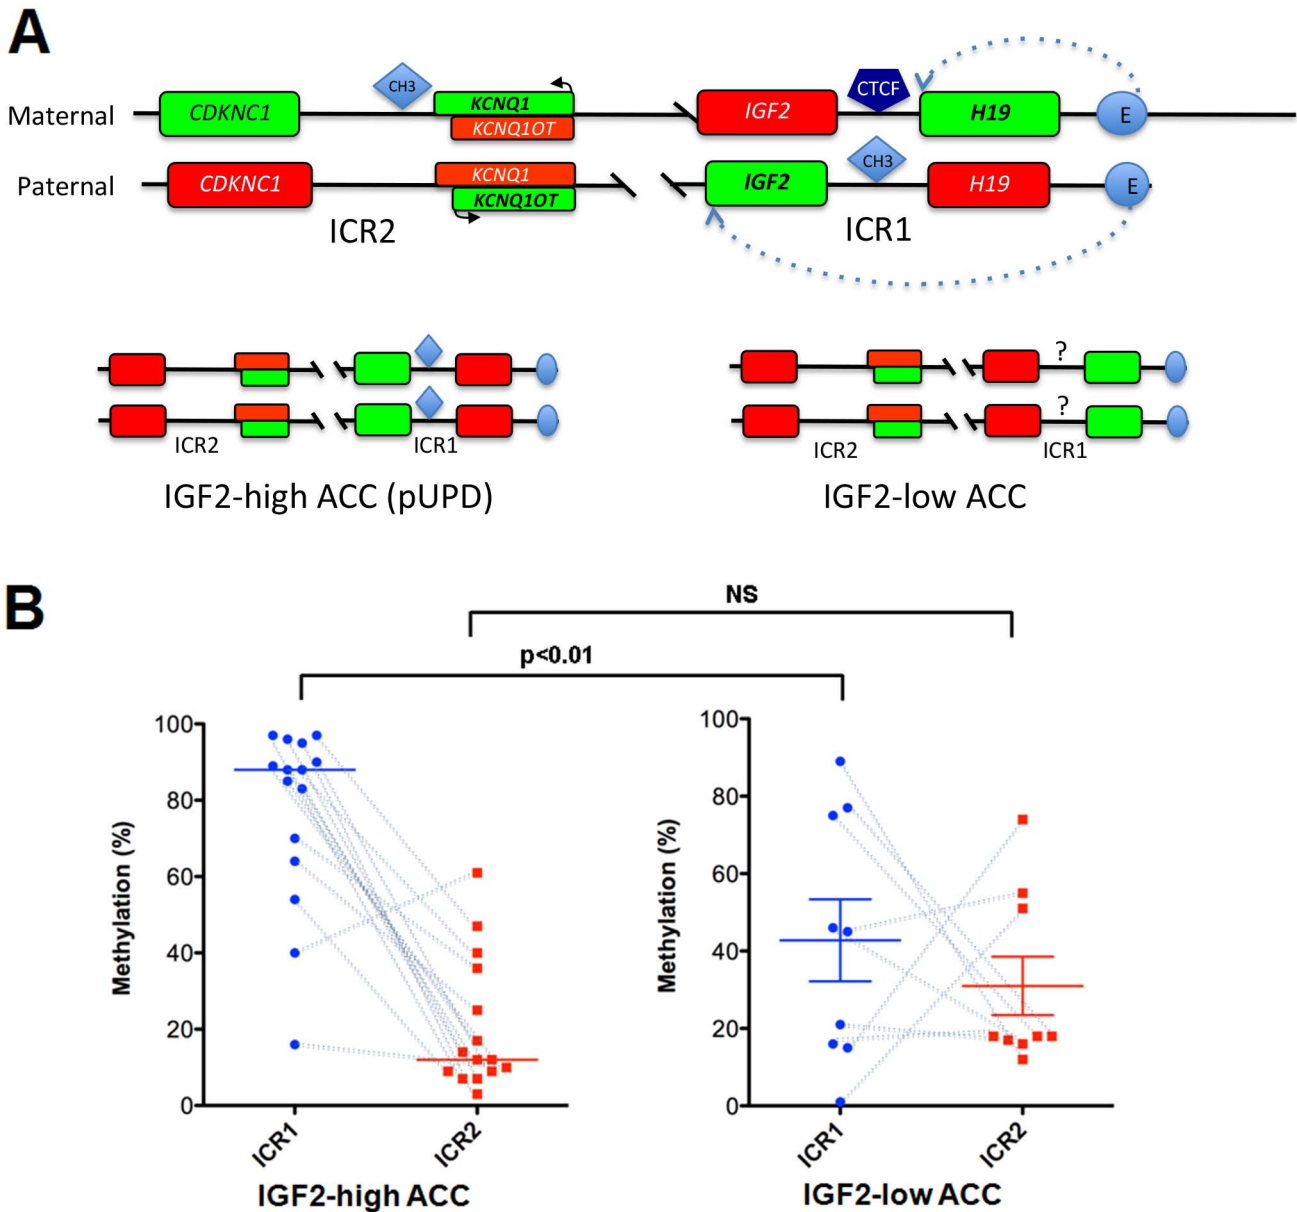 A
CH3
CTCF
Maternal
CDKNC1
KCNQ1
KCNQ1OT
IGF2
H19
E
CH3
Paternal
CDKNC1
KCNQ1
KCNQ1OT
IGF2
H19
E
ICR2
ICR1
?
?
ICR2
ICR1
ICR2
ICR1
IGF2-high ACC (pUPD)
IGF2-low ACC
B
NS
p<0.01
Methylation (%)
100
80
60
40
20
0
ICR1
ICR2
IGF2-high ACC
Methylation (%)
100
80
60
40
20
0
ICR1
ICR2
IGF2-low ACC